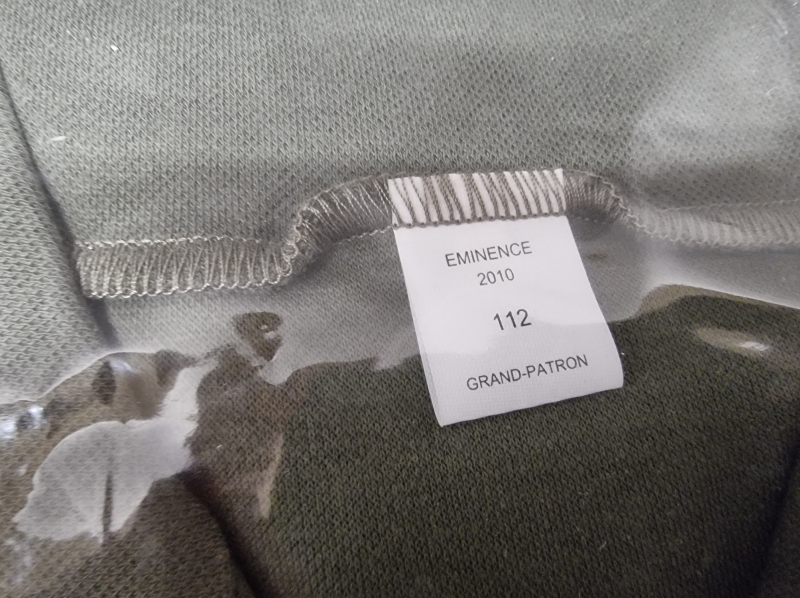 EMINENCE
2010
112
GRAND-PATRON